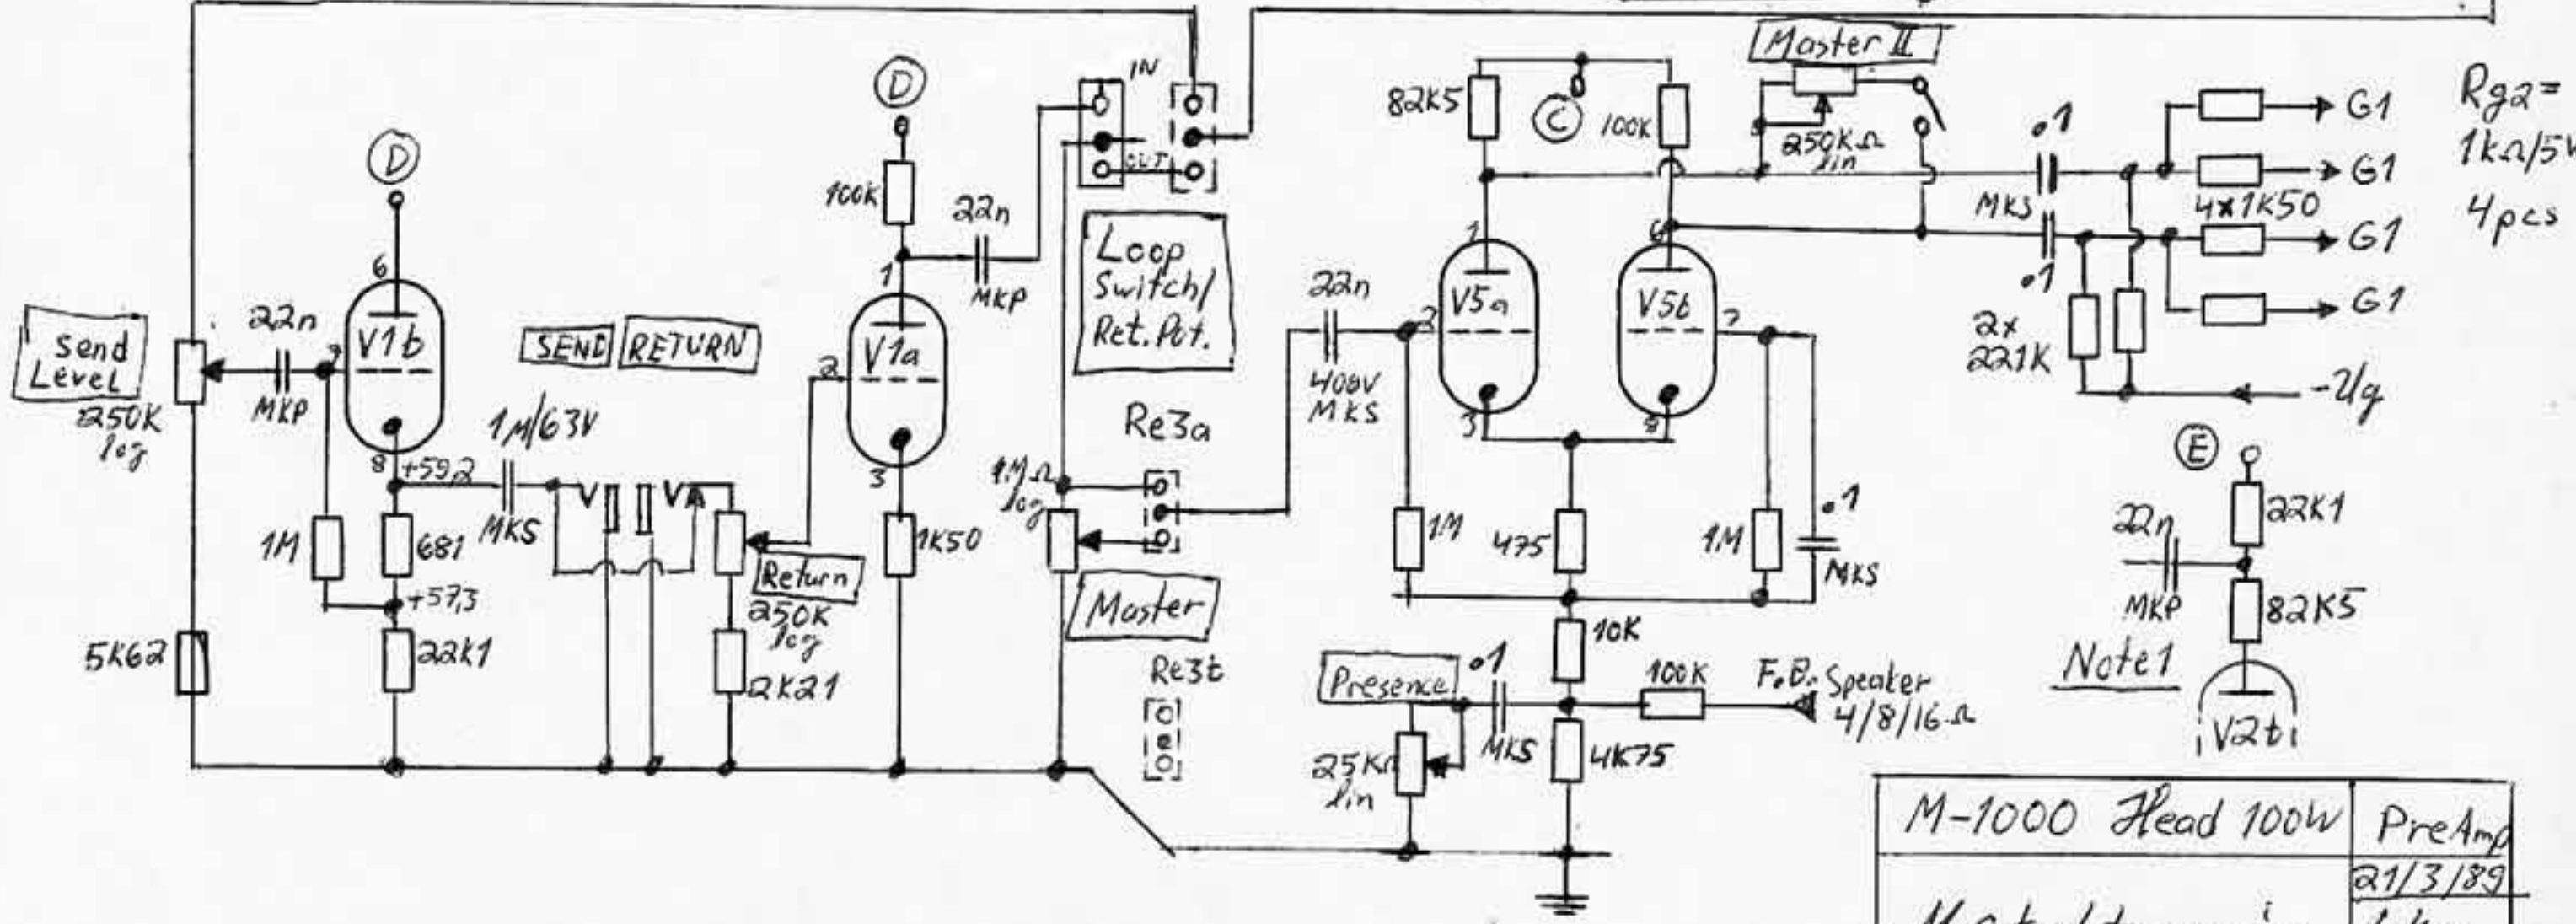 IN
Master II
D
D
82K5
C
100K
250KΩ
lin
.1
G1
Rg2=
1kΩ/5W
4pcs
G1
MKS
4x1K50
G1
.1
G1
2x
221K
-Ug
100K
22n
MKP
OUT
Loop
Switch/
Ret. Pot.
1
6
Send
Level
250K
log
22n
MKP
7
V1b
SEND
RETURN
V1a
2
1
22n
400V
MKS
2
V5a
V5b
7
6
8
+59,2
1M/63V
MKS
3
Re3a
1MΩ
log
3
8
E
22K1
22n
MKP
82K5
Note1
V2t
1M
681
+57,3
22K1
5K62
Return
250K
log
2K21
1K50
Master
Re3t
1M
475
1M
.1
MKS
10K
Presence
.1
MKS
100K
F.B. Speaker
4/8/16Ω
25KΩ
lin
4K75
M-1000 Head 100W
PreAmp
21/3/89